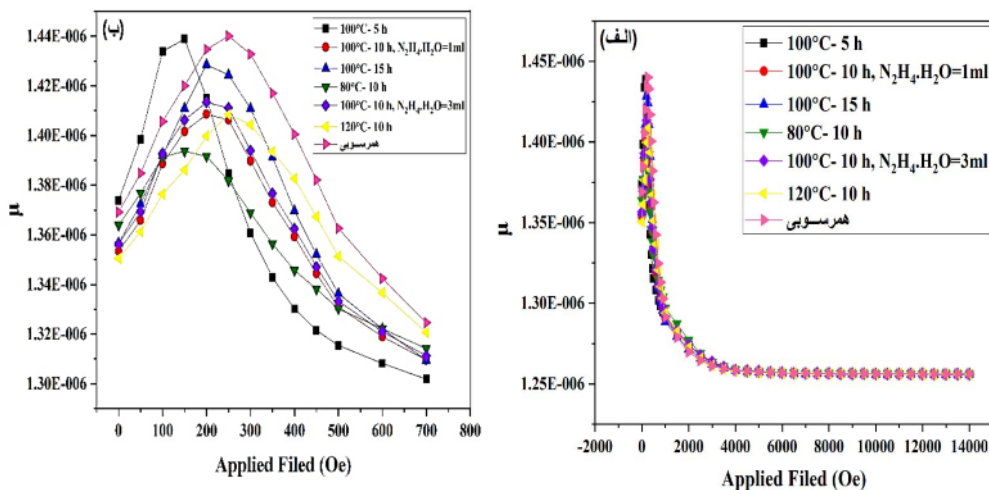 (ب)
1.44E-006
1.42E-006
1.40E-006
1.38E-006
1.36E-006
1.34E-006
1.32E-006
1.30E-006
μ
0 100 200 300 400 500 600 700 800
Applied Filed (Oe)
100°C- 5 h
100°C- 10 h, N₂H₄.H₂O=1ml
100°C- 15 h
80°C- 10 h
100°C- 10 h, N₂H₄.H₂O=3ml
120°C- 10 h
همرسوبی
(الف)
1.45E-006
1.40E-006
1.35E-006
1.30E-006
1.25E-006
μ
-2000 0 2000 4000 6000 8000 10000 12000 14000
Applied Filed (Oe)
100°C- 5 h
100°C- 10 h, N₂H₄.H₂O=1ml
100°C- 15 h
80°C- 10 h
100°C- 10 h, N₂H₄.H₂O=3ml
120°C- 10 h
همرسوبی